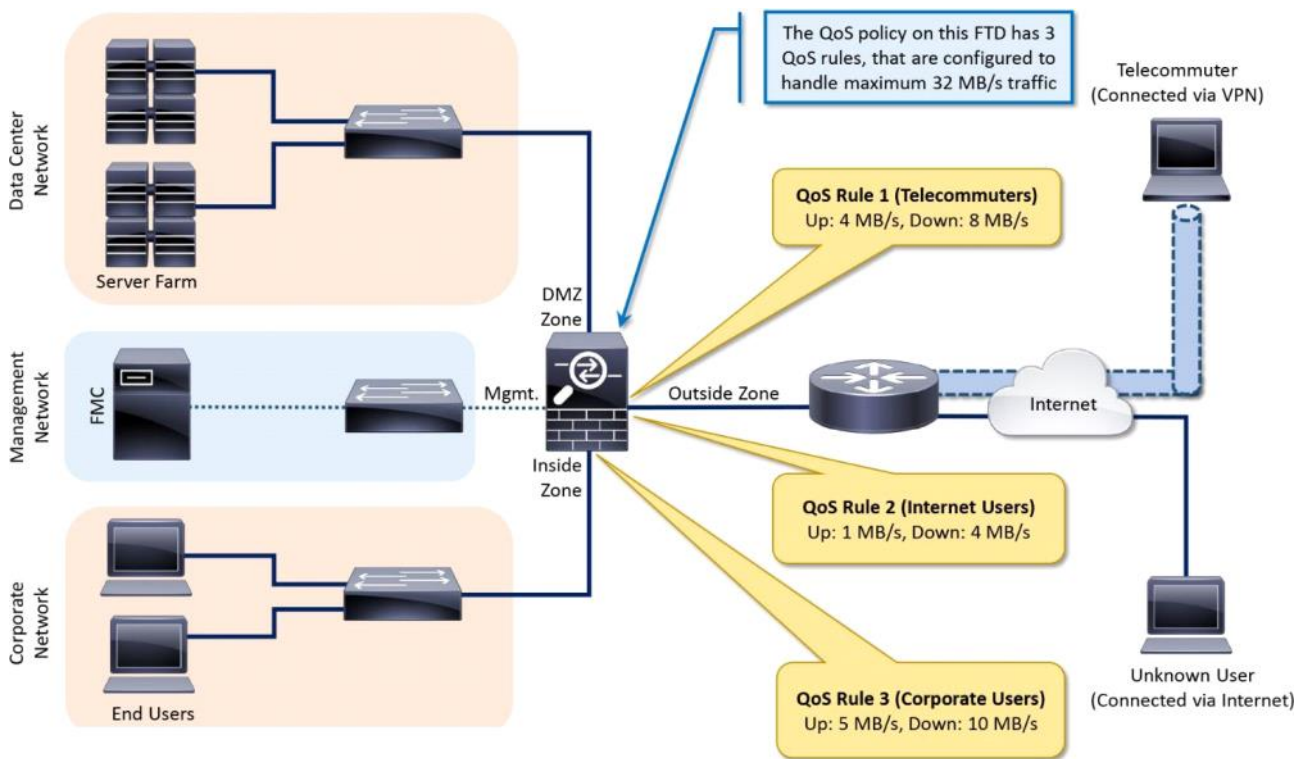 The QoS policy on this FTD has 3
QoS rules, that are configured to
handle maximum 32 MB/s traffic
Telecommuter
(Connected via VPN)
Data Center
Network
Server Farm
QoS Rule 1 (Telecommuters)
Up: 4 MB/s, Down: 8 MB/s
DMZ
Zone
Management
Network
FMC
Mgmt.
Outside Zone
Internet
Inside
Zone
QoS Rule 2 (Internet Users)
Up: 1 MB/s, Down: 4 MB/s
Corporate
Network
End Users
QoS Rule 3 (Corporate Users)
Up: 5 MB/s, Down: 10 MB/s
Unknown User
(Connected via Internet)